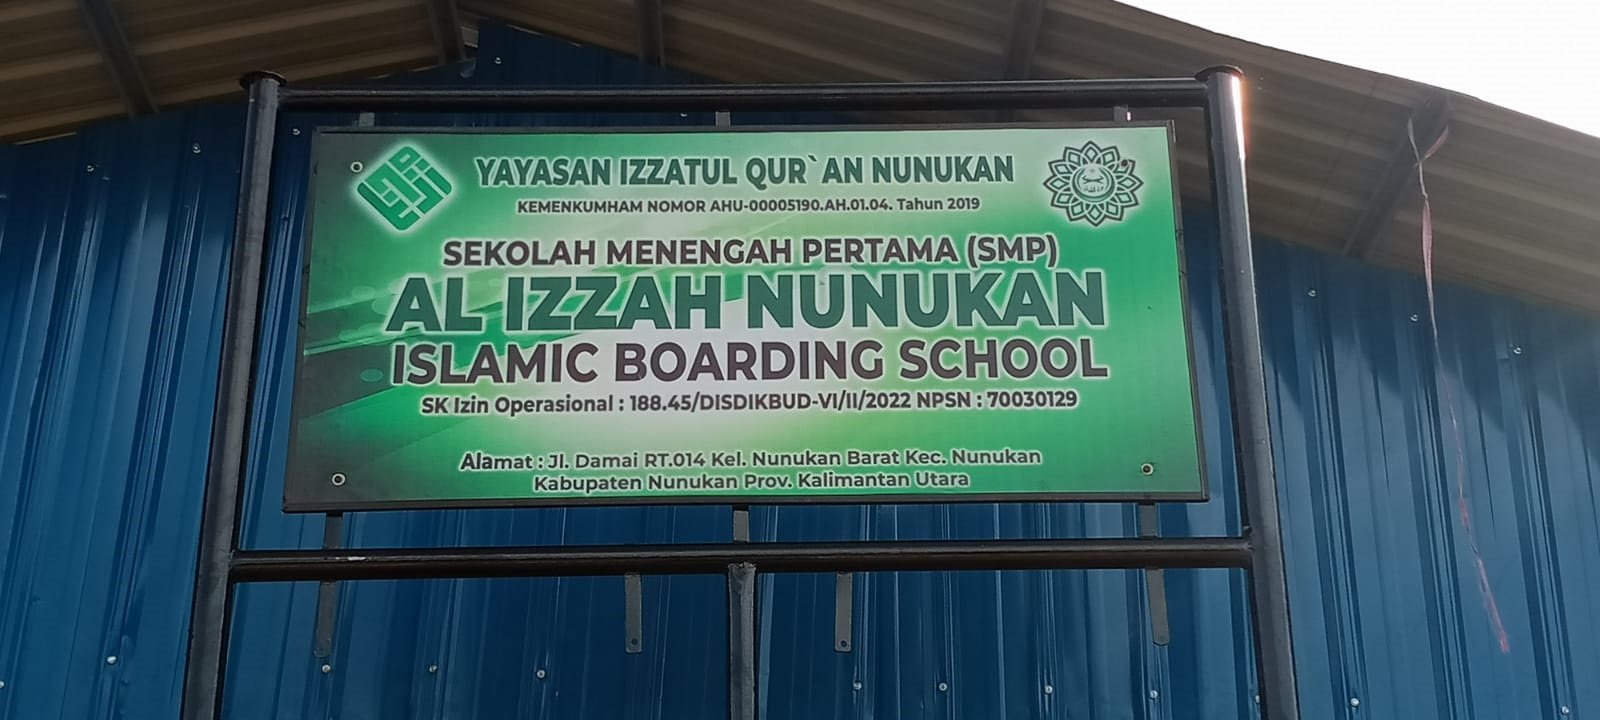 YAYASAN IZZATUL QUR`AN NUNUKAN
KEMENKUMHAM NOMOR AHU-00005190.AH.01.04. Tahun 2019
SEKOLAH MENENGAH PERTAMA (SMP)
AL IZZAH NUNUKAN
ISLAMIC BOARDING SCHOOL
SK Izin Operasional : 188.45/DISDIKBUD-VI/II/2022 NPSN : 70030129
Alamat : Jl. Damai RT.014 Kel. Nunukan Barat Kec. Nunukan
Kabupaten Nunukan Prov. Kalimantan Utara